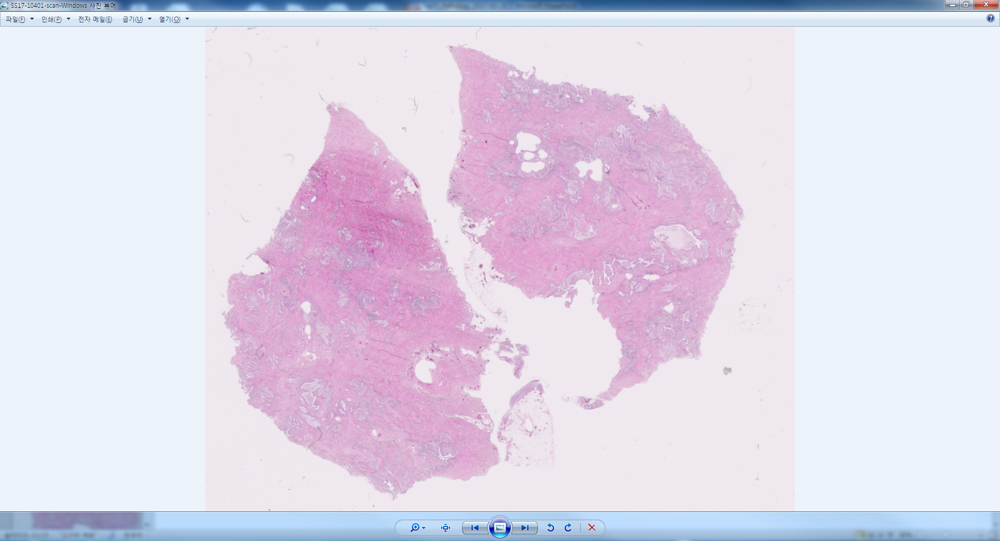 SS17-10401-scan-Windows 사진 뷰어
파일(F) 인쇄(P) 전자 메일(E) 굽기(U) 열기(O)